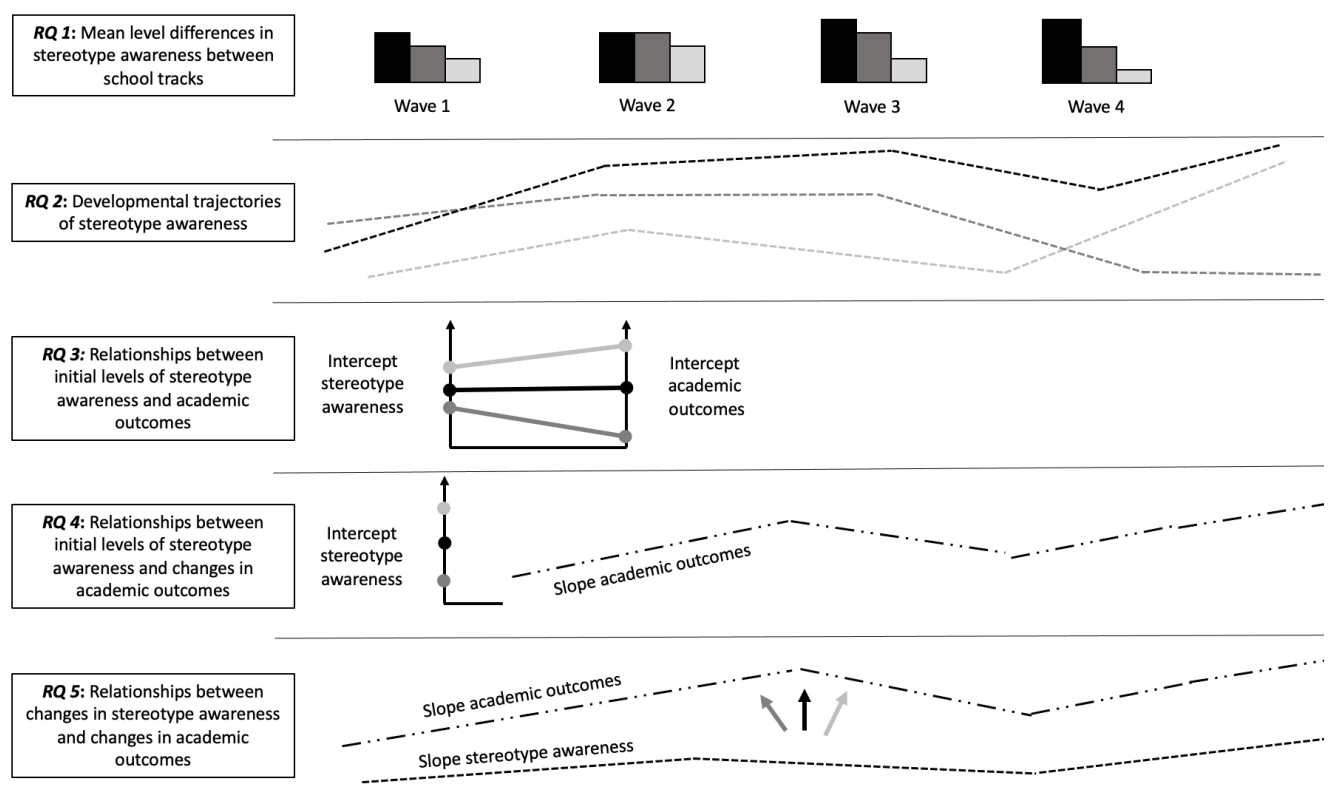 RQ 1: Mean level differences in
stereotype awareness between
school tracks
Wave 1
Wave 2
Wave 3
Wave 4
RQ 2: Developmental trajectories
of stereotype awareness
RQ 3: Relationships between
initial levels of stereotype
awareness and academic
outcomes
Intercept
stereotype
awareness
Intercept
academic
outcomes
RQ 4: Relationships between
initial levels of stereotype
awareness and changes in
academic outcomes
Intercept
stereotype
awareness
Slope academic outcomes
RQ 5: Relationships between
changes in stereotype awareness
and changes in academic
outcomes
Slope academic outcomes
Slope stereotype awareness